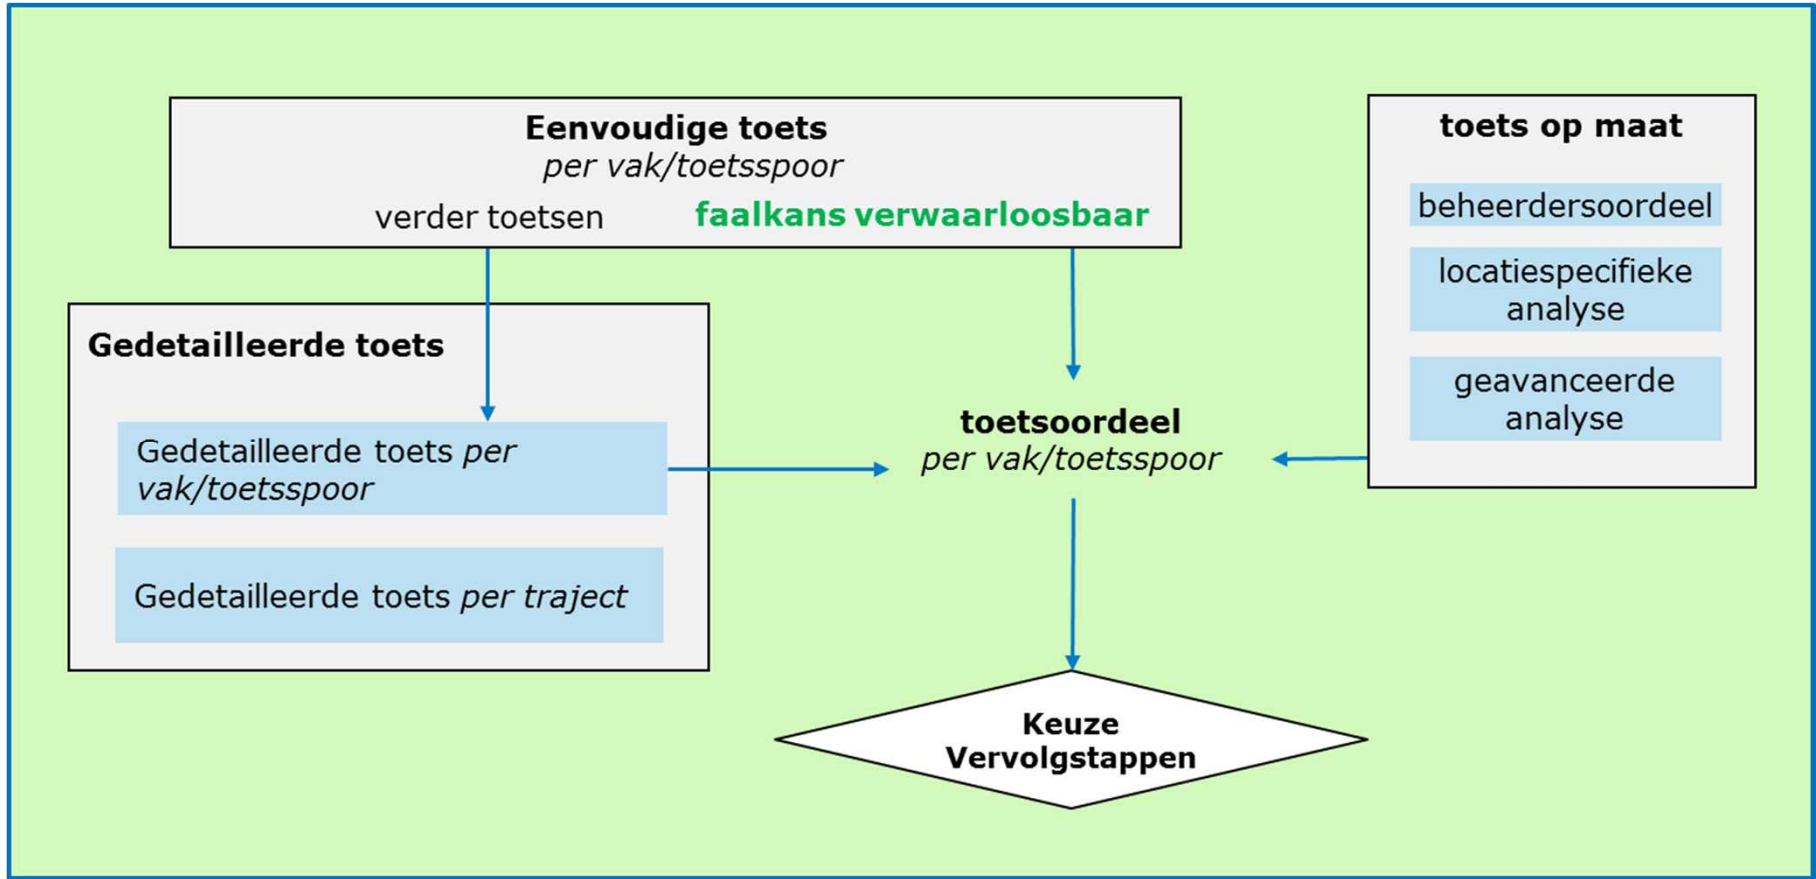 Eenvoudige toets
per vak/toetsspoor
verder toetsen
faalkans verwaarloosbaar
Gedetailleerde toets
Gedetailleerde toets per
vak/toetsspoor
Gedetailleerde toets per traject
toetsoordeel
per vak/toetsspoor
toets op maat
beheerdersoordeel
locatiespecifieke
analyse
geavanceerde
analyse
Keuze
Vervolgstappen